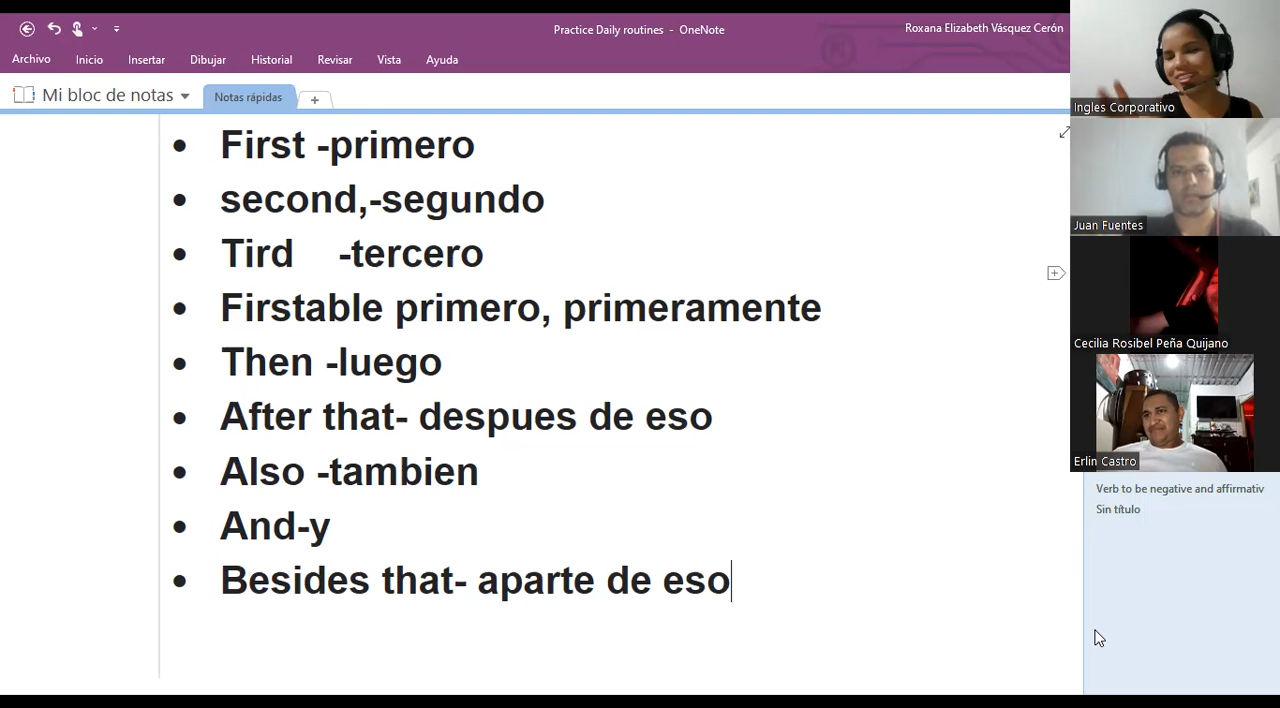 Practice Daily routines - OneNote
Roxana Elizabeth Vásquez Cerón
Archivo Inicio Insertar Dibujar Historial Revisar Vista Ayuda
Mi bloc de notas Notas rápidas
• First -primero
• second,-segundo
• Tird -tercero
• Firstable primero, primeramente
• Then -luego
• After that- despues de eso
• Also -tambien
• And-y
• Besides that- aparte de eso
Ingles Corporativo
Juan Fuentes
Cecilia Rosibel Peña Quijano
Erlin Castro
Verb to be negative and affirmativ
Sin título